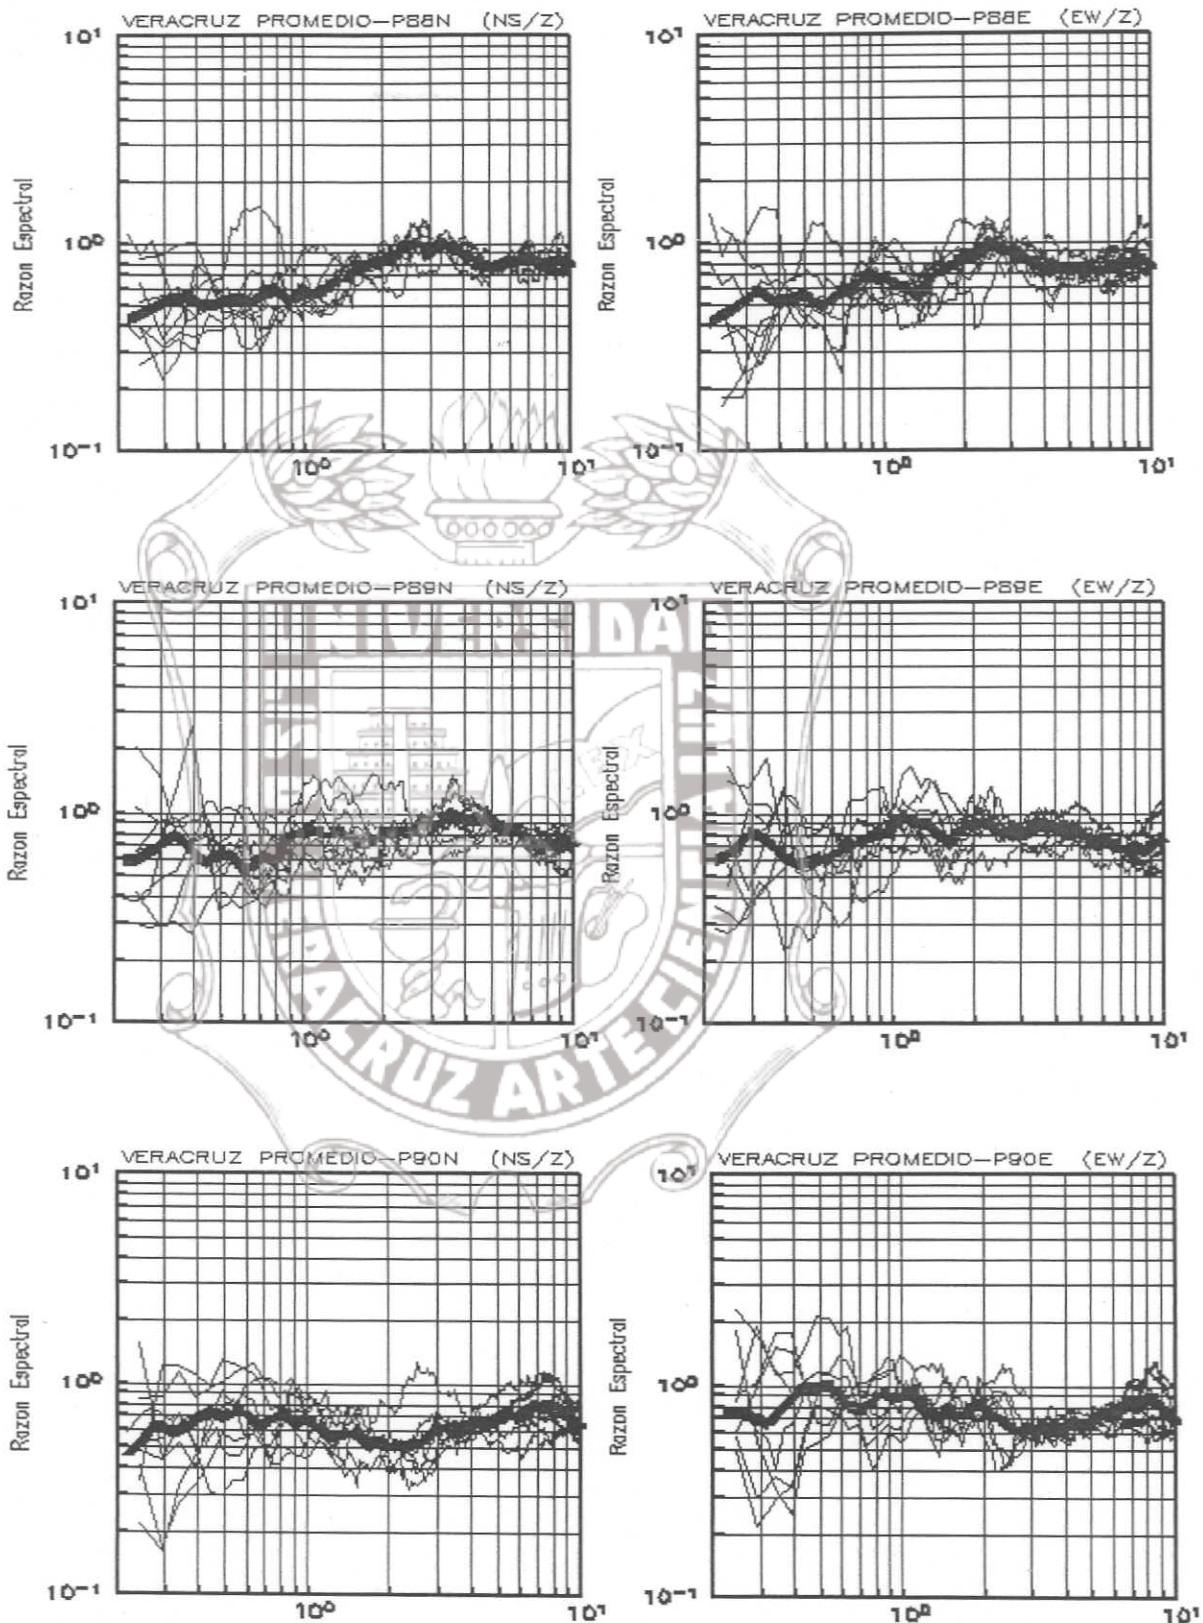 VERACRUZ PROMEDIO-P88N (NS/Z)
10¹
Razon Espectral
10⁰
10⁻¹
10⁰
10¹
VERACRUZ PROMEDIO-P88E (EW/Z)
10¹
Razon Espectral
10⁰
10⁻¹
10⁰
10¹
VERACRUZ PROMEDIO-P89N (NS/Z)
10¹
Razon Espectral
10⁰
10⁻¹
10⁰
10¹
VERACRUZ PROMEDIO-P89E (EW/Z)
10¹
Razon Espectral
10⁰
10⁻¹
10⁰
10¹
VERACRUZ PROMEDIO-P90N (NS/Z)
10¹
Razon Espectral
10⁰
10⁻¹
10⁰
10¹
VERACRUZ PROMEDIO-P90E (EW/Z)
10¹
Razon Espectral
10⁰
10⁻¹
10⁰
10¹
ARTE